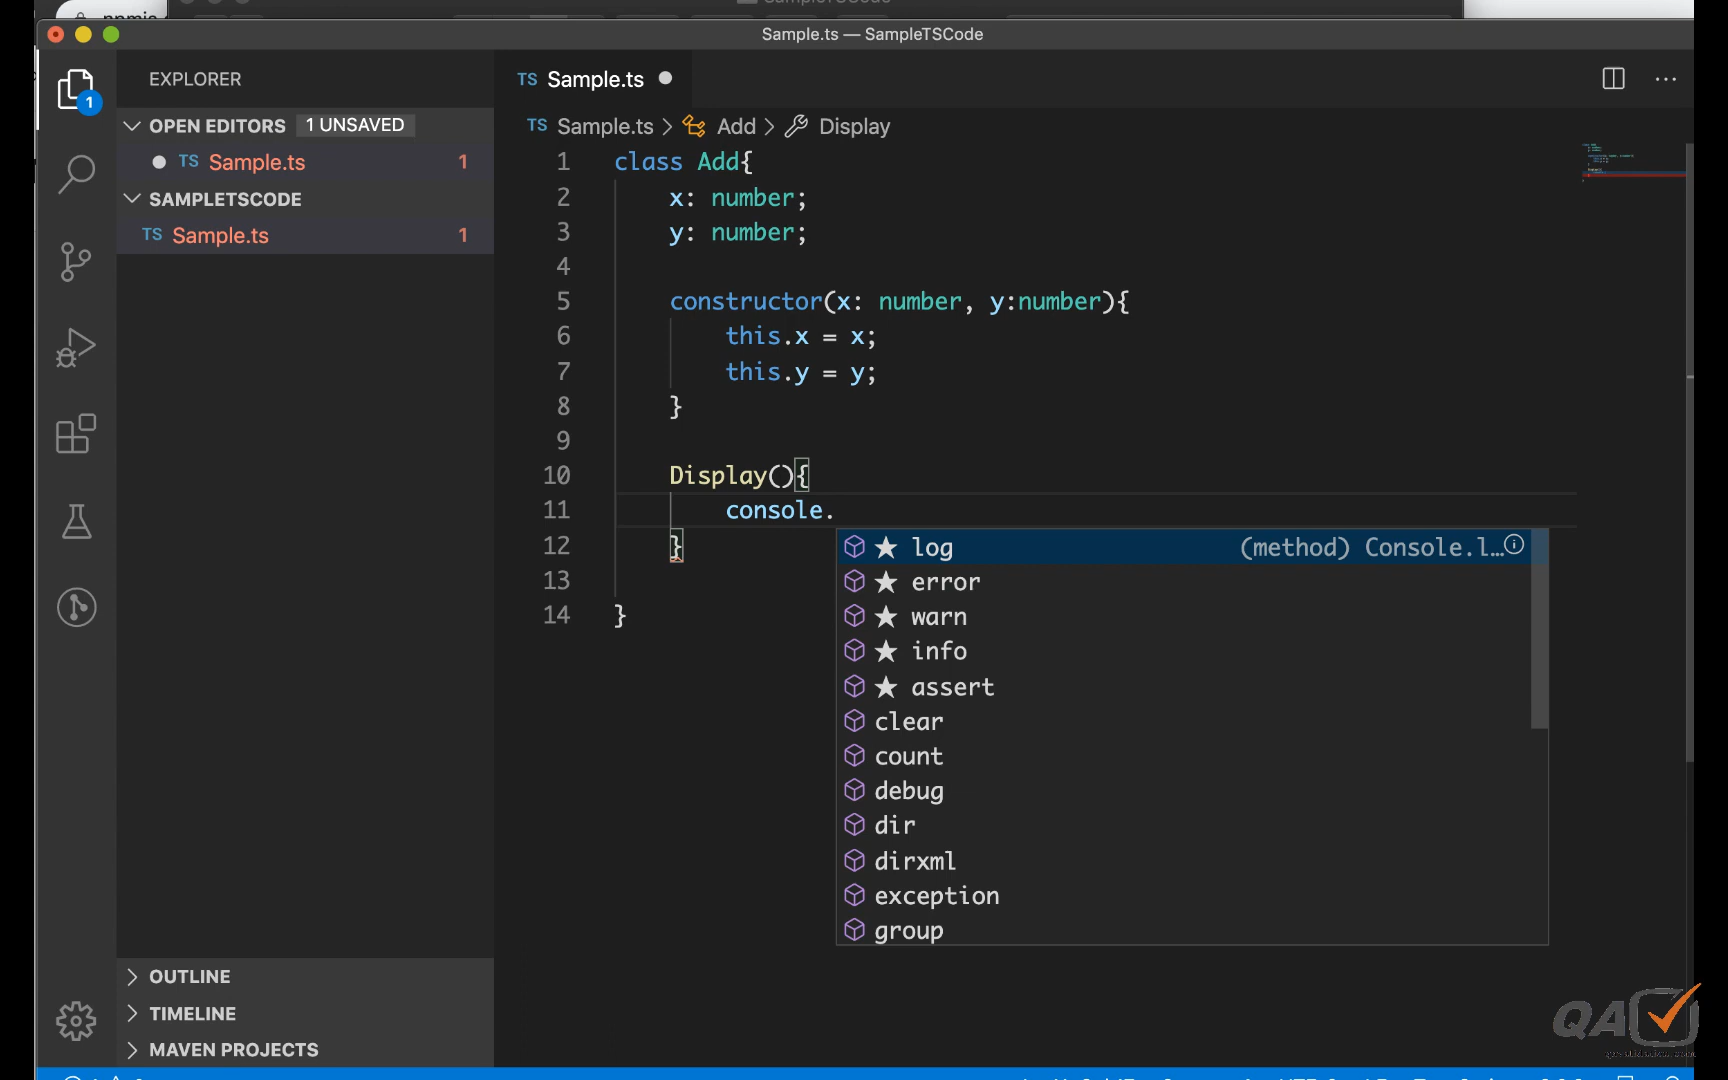 Sample.ts — SampleTSCode
EXPLORER
TS Sample.ts
OPEN EDITORS 1 UNSAVED
TS Sample.ts 1
SAMPLETSCODE
TS Sample.ts 1
OUTLINE
TIMELINE
MAVEN PROJECTS
1
TS Sample.ts > Add > Display
1 class Add{
2 x: number;
3 y: number;
4
5 constructor(x: number, y:number){
6 this.x = x;
7 this.y = y;
8 }
9
10 Display(){
11 console.
12 }
13
14 }
★ log (method) Console.l…
★ error
★ warn
★ info
★ assert
clear
count
debug
dir
dirxml
exception
group
QA